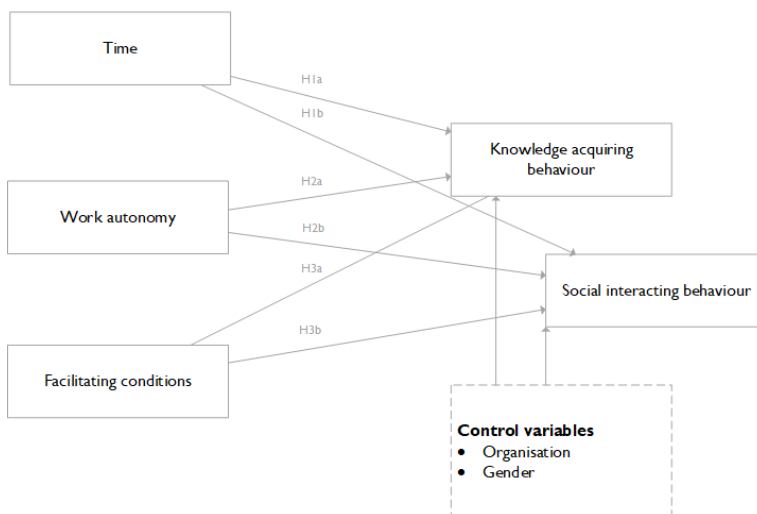 Time
H1a
H1b
Knowledge acquiring
behaviour
H2a
Work autonomy
H2b
H3a
Social interacting behaviour
H3b
Facilitating conditions
Control variables
• Organisation
• Gender